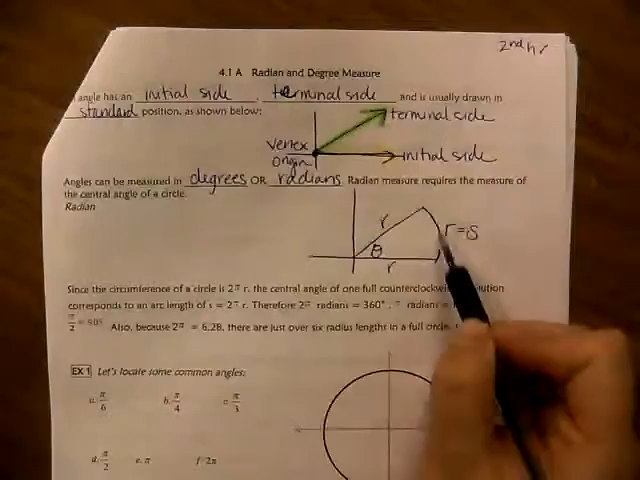 2nd hr
4.1 A Radian and Degree Measure
angle has an initial side, terminal side and is usually drawn in
standard position, as shown below:
terminal side
vertex
origin
initial side
Angles can be measured in degrees OR radians. Radian measure requires the measure of
the central angle of a circle.
Radian
r
r = s
θ
r
Since the circumference of a circle is 2π r, the central angle of one full counterclockwise
corresponds to an arc length of s = 2π r. Therefore 2π radians = 360°, π radians =
π/2 = 90° Also, because 2π ≈ 6.28, there are just over six radius lengths in a full circle.
EX 1 Let's locate some common angles:
a. π/6 b. π/4 c. π/3
d. π/2 e. π f. 2π